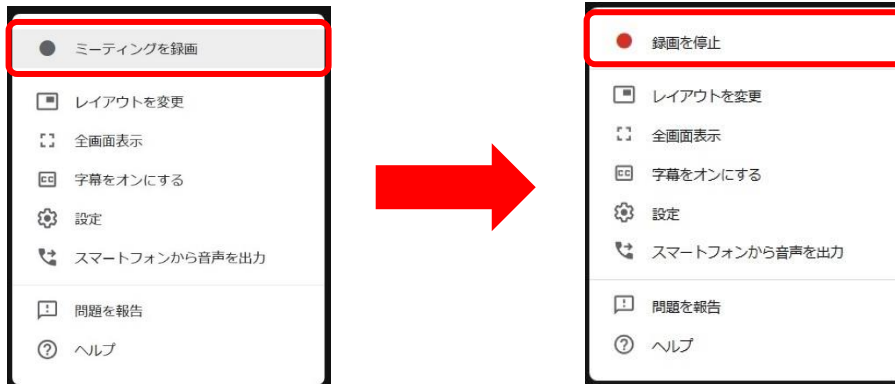 ミーティングを録画
レイアウトを変更
全画面表示
CC 字幕をオンにする
設定
スマートフォンから音声を出力
問題を報告
ヘルプ
録画を停止
レイアウトを変更
全画面表示
CC 字幕をオンにする
設定
スマートフォンから音声を出力
問題を報告
ヘルプ